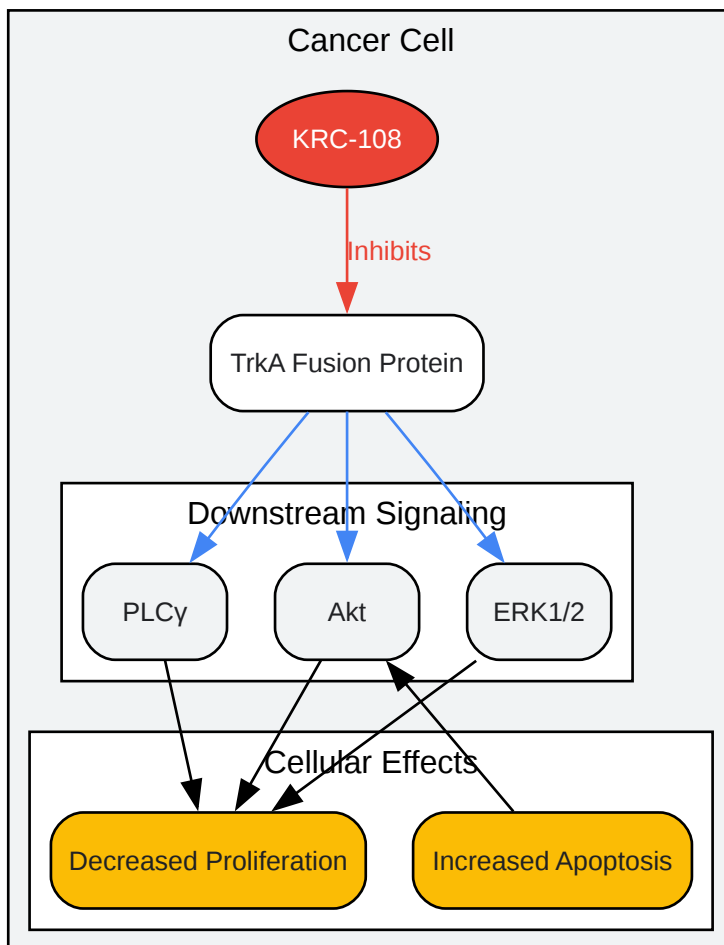 Cancer Cell
KRC-108
Inhibits
TrkA Fusion Protein
Downstream Signaling
PLCγ
Akt
ERK1/2
Cellular Effects
Decreased Proliferation
Increased Apoptosis